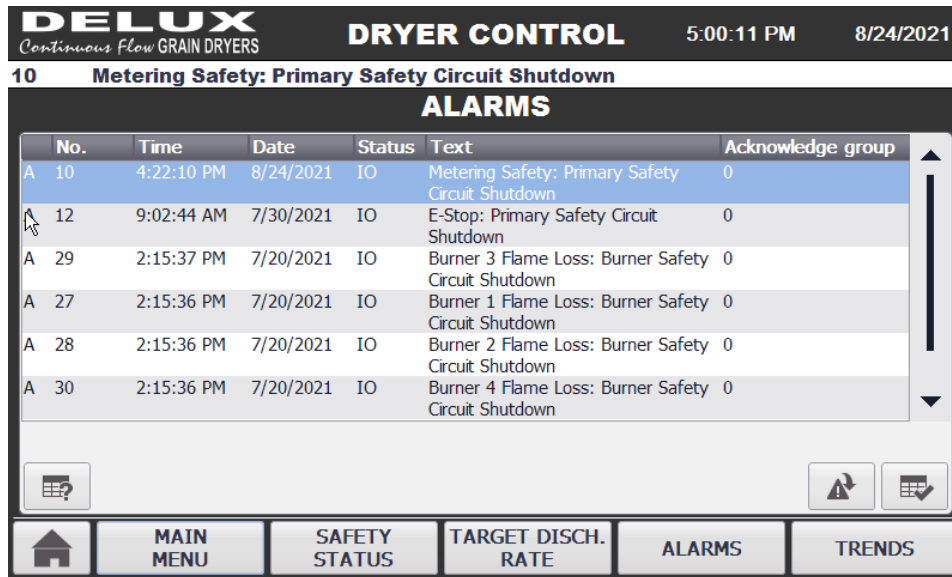 DELUX
Continuous Flow GRAIN DRYERS
DRYER CONTROL
5:00:11 PM
8/24/2021
10 Metering Safety: Primary Safety Circuit Shutdown
ALARMS
No. Time Date Status Text Acknowledge group
A 10 4:22:10 PM 8/24/2021 IO Metering Safety: Primary Safety 0
Circuit Shutdown
A 12 9:02:44 AM 7/30/2021 IO E-Stop: Primary Safety Circuit 0
Shutdown
A 29 2:15:37 PM 7/20/2021 IO Burner 3 Flame Loss: Burner Safety 0
Circuit Shutdown
A 27 2:15:36 PM 7/20/2021 IO Burner 1 Flame Loss: Burner Safety 0
Circuit Shutdown
A 28 2:15:36 PM 7/20/2021 IO Burner 2 Flame Loss: Burner Safety 0
Circuit Shutdown
A 30 2:15:36 PM 7/20/2021 IO Burner 4 Flame Loss: Burner Safety 0
Circuit Shutdown
?
MAIN
MENU
SAFETY
STATUS
TARGET DISCH.
RATE
ALARMS
TRENDS